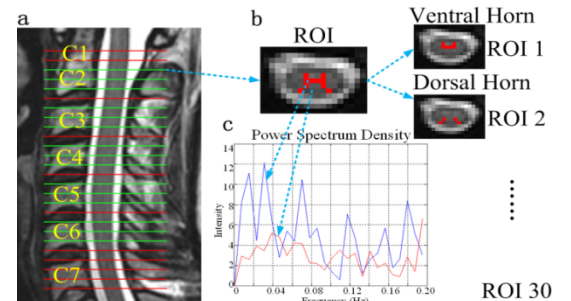 a
C1
C2
C3
C4
C5
C6
C7
b
ROI
Ventral Horn
ROI 1
Dorsal Horn
ROI 2
ROI 30
c
Power Spectrum Density
Intensity
14
12
10
8
6
4
2
0
0 0.04 0.08 0.12 0.16 0.20
Frequency (Hz)